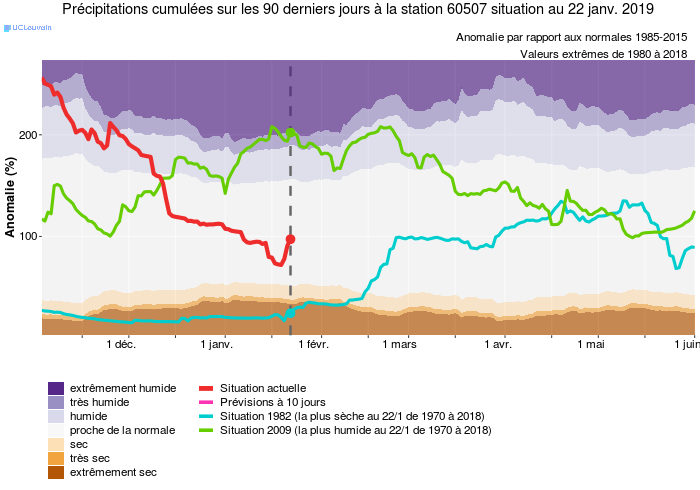 Précipitations cumulées sur les 90 derniers jours à la station 60507 situation au 22 janv. 2019
UCLouvain
Anomalie par rapport aux normales 1985-2015
Valeurs extrêmes de 1980 à 2018
Anomalie (%)
200
100
1 déc.
1 janv.
1 févr.
1 mars
1 avr.
1 mai
1 juin
extrêmement humide
très humide
humide
proche de la normale
sec
très sec
extrêmement sec
Situation actuelle
Prévisions à 10 jours
Situation 1982 (la plus sèche au 22/1 de 1970 à 2018)
Situation 2009 (la plus humide au 22/1 de 1970 à 2018)